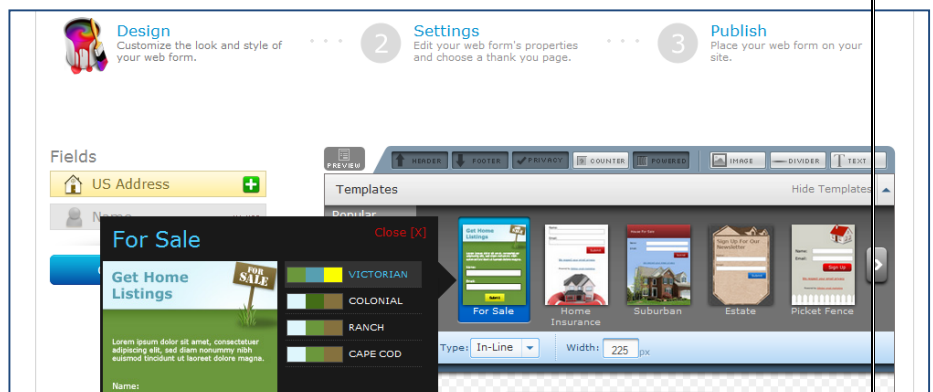 Design
Customize the look and style of
your web form.
2
Settings
Edit your web form's properties
and choose a thank you page.
3
Publish
Place your web form on your
site.
Fields
US Address
Name
PREVIEW
HEADER
FOOTER
PRIVACY
COUNTER
POWERED
IMAGE
DIVIDER
TEXT
Templates
Hide Templates
Popular
For Sale
Close [X]
Get Home
Listings
FOR
SALE
Lorem ipsum dolor sit amet, consectetuer
adipiscing elit, sed diam nonummy nibh
euismod tincidunt ut laoreet dolore magna.
Name:
VICTORIAN
COLONIAL
RANCH
CAPE COD
Get Home
Listings
For Sale
Home
Insurance
Suburban
Sign Up For Our
Newsletter
Estate
Name:
Email:
Sign Up
Picket Fence
Type:
In-Line
Width:
225
px